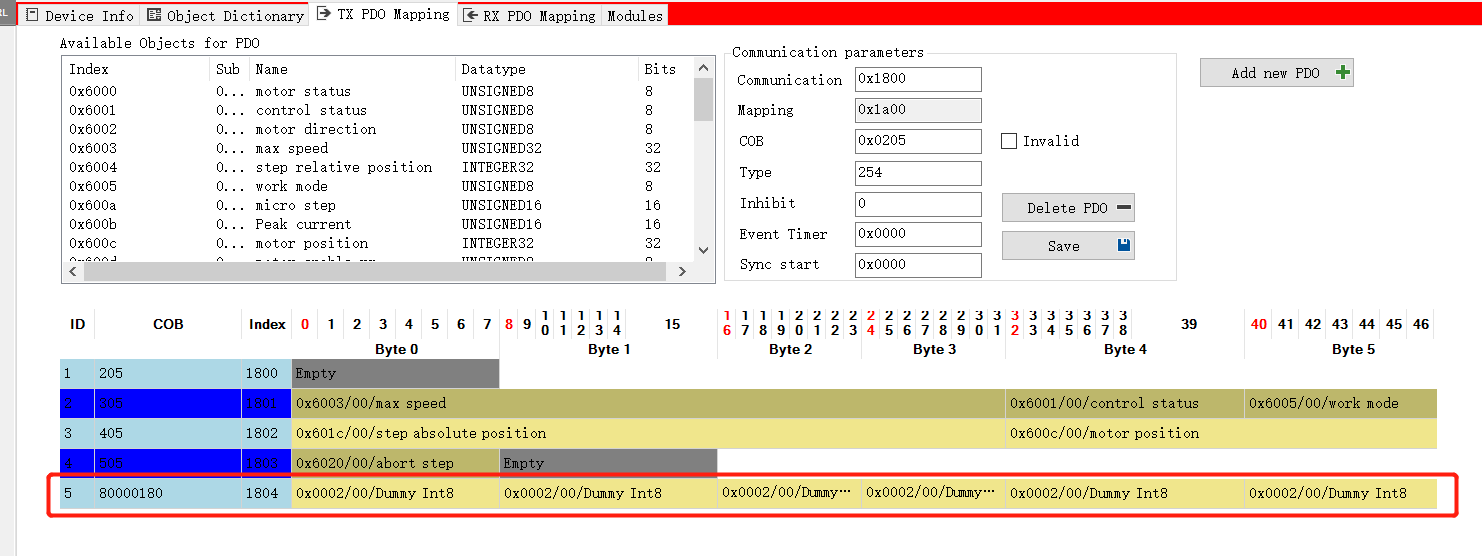 RL Device Info Object Dictionary TX PDO Mapping RX PDO Mapping Modules
Available Objects for PDO
Index Sub Name Datatype Bits
0x6000 0... motor status UNSIGNED8 8
0x6001 0... control status UNSIGNED8 8
0x6002 0... motor direction UNSIGNED8 8
0x6003 0... max speed UNSIGNED32 32
0x6004 0... step relative position INTEGER32 32
0x6005 0... work mode UNSIGNED8 8
0x600a 0... micro step UNSIGNED16 16
0x600b 0... Peak current UNSIGNED16 16
0x600c 0... motor position INTEGER32 32
Communication parameters
Communication 0x1800
Mapping 0x1a00
COB 0x0205
Invalid
Type 254
Inhibit 0
Event Timer 0x0000
Sync start 0x0000
Delete PDO
Save
Add new PDO
ID COB Index 0 1 2 3 4 5 6 7 8 9 10 11 12 13 14 15 16 17 18 19 20 21 22 23 24 25 26 27 28 29 30 31 32 33 34 35 36 37 38 39 40 41 42 43 44 45 46
Byte 0 Byte 1 Byte 2 Byte 3 Byte 4 Byte 5
1 205 1800 Empty
2 305 1801 0x6003/00/max speed 0x6001/00/control status 0x6005/00/work mode
3 405 1802 0x601c/00/step absolute position 0x600c/00/motor position
4 505 1803 0x6020/00/abort step Empty
5 80000180 1804 0x0002/00/Dummy Int8 0x0002/00/Dummy Int8 0x0002/00/Dummy… 0x0002/00/Dummy… 0x0002/00/Dummy Int8 0x0002/00/Dummy Int8